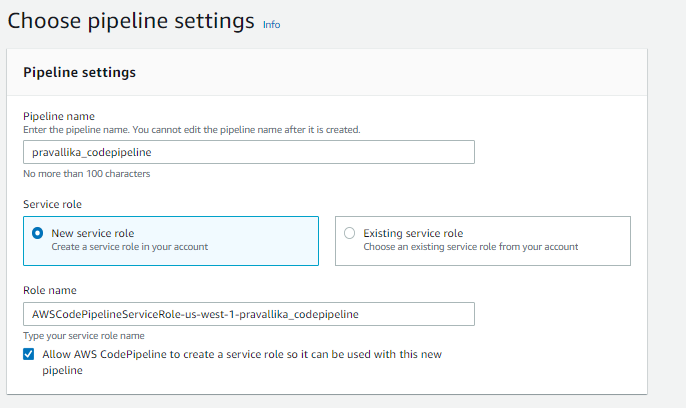 Choose pipeline settings Info
Pipeline settings
Pipeline name
Enter the pipeline name. You cannot edit the pipeline name after it is created.
pravallika_codepipeline
No more than 100 characters
Service role
New service role
Create a service role in your account
Existing service role
Choose an existing service role from your account
Role name
AWSCodePipelineServiceRole-us-west-1-pravallika_codepipeline
Type your service role name
Allow AWS CodePipeline to create a service role so it can be used with this new
pipeline